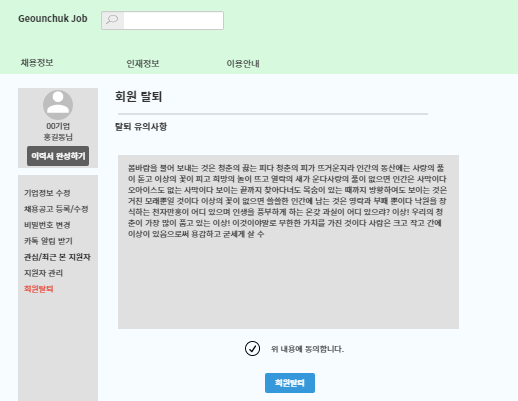 Geounchuk Job
채용정보
인재정보
이용안내
00기업
홍길동님
이력서 완성하기
기업정보 수정
채용공고 등록/수정
비밀번호 변경
카톡 알림 받기
관심/최근 본 지원자
지원자 관리
회원탈퇴
회원 탈퇴
탈퇴 유의사항
봄바람을 불어 보내는 것은 청춘의 끓는 피다 청춘의 피가 뜨거운지라 인간의 동산에는 사랑의 풀
이 돋고 이상의 꽃이 피고 희망의 놀이 뜨고 열락의 새가 운다사랑의 풀이 없으면 인간은 사막이다
오아이스도 없는 사막이다 보이는 끝까지 찾아다녀도 목숨이 있는 때까지 방황하여도 보이는 것은
거친 모래뿐일 것이다 이상의 꽃이 없으면 쓸쓸한 인간에 남는 것은 영락과 부패 뿐이다 낙원을 장
식하는 천자만홍이 어디 있으며 인생을 풍부하게 하는 온갖 과실이 어디 있으랴? 이상! 우리의 청
춘이 가장 많이 품고 있는 이상! 이것이야말로 무한한 가치를 가진 것이다 사람은 크고 작고 간에
이상이 있음으로써 용감하고 굳세게 살 수
위 내용에 동의합니다.
회원탈퇴